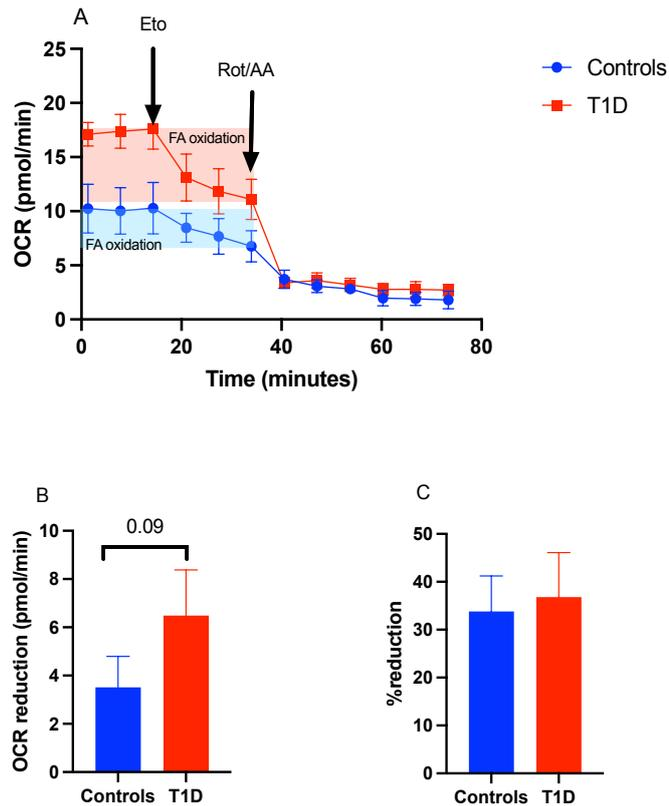 A
Eto
Rot/AA
Controls
T1D
25
20
15
10
5
0
OCR (pmol/min)
FA oxidation
FA oxidation
0
20
40
60
80
Time (minutes)
B
0.09
10
8
6
4
2
0
OCR reduction (pmol/min)
Controls
T1D
C
50
40
30
20
10
0
%reduction
Controls
T1D